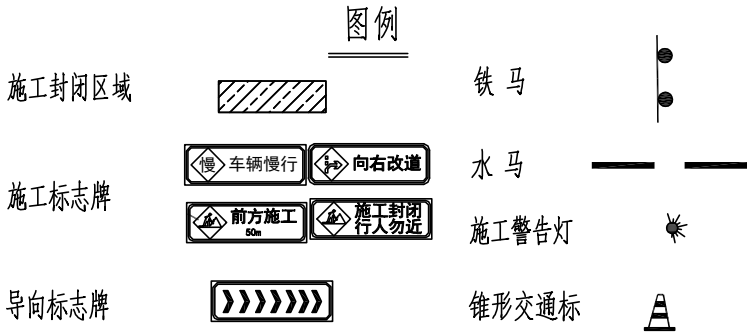 图例
施工封闭区域
铁马
施工标志牌
慢 车辆慢行
向右改道
前方施工
50m
施工封闭
行人勿近
水马
施工警告灯
导向标志牌
锥形交通标